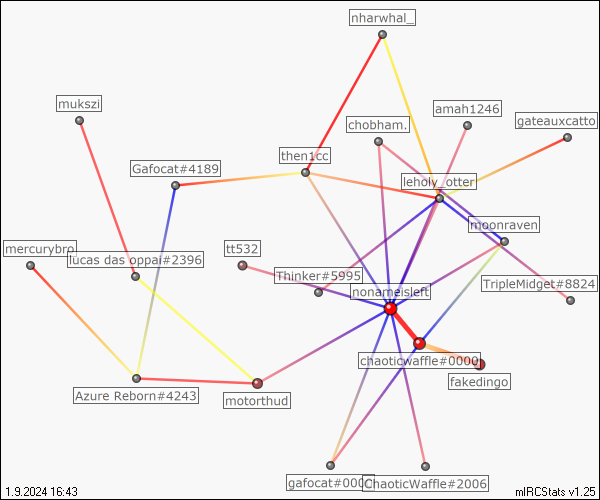 nharwhal_
mukszi
amah1246
gateauxcatto
chobham.
then1cc
Gafocat#4189
leholy_otter
moonraven
mercurybro
lucas das oppai#2396
tt532
Thinker#5995
TripleMidget#8824
nonameisleft
chaoticwaffle#0000
fakedingo
Azure Reborn#4243
motorthud
gafocat#000
ChaoticWaffle#2006
1.9.2024 16:43
mIRCStats v1.25